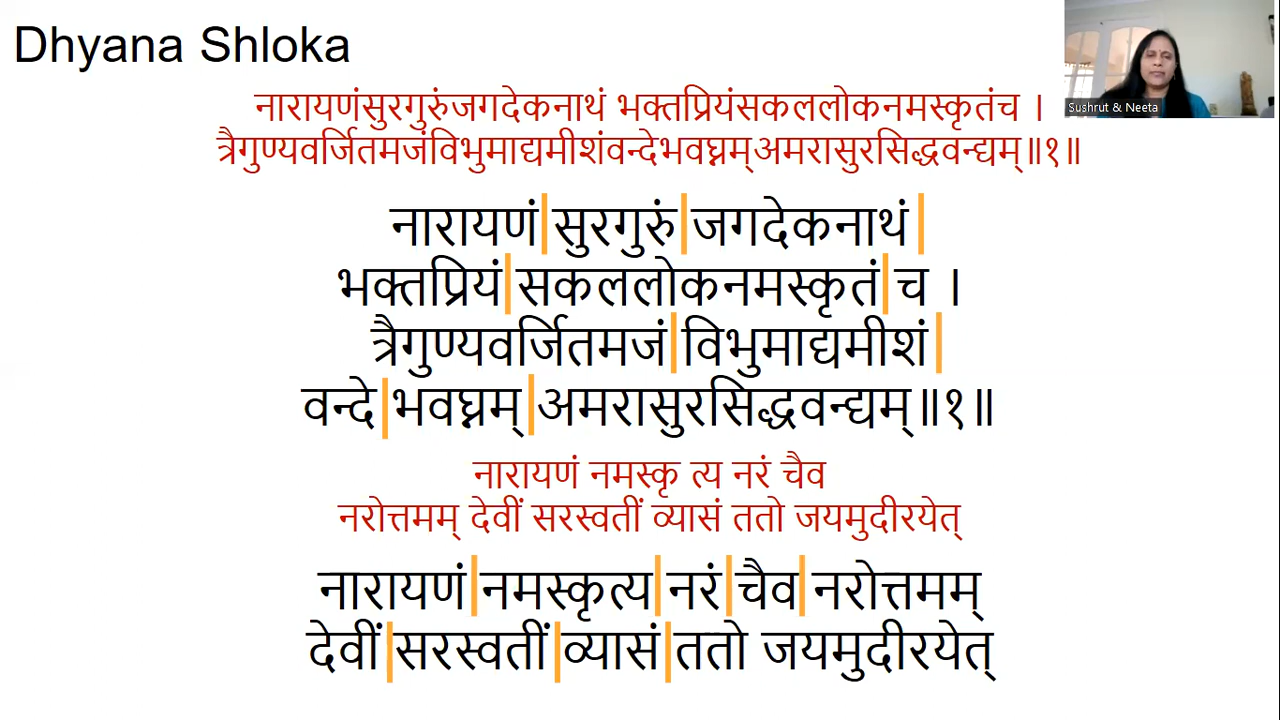 Dhyana Shloka
Sushrut & Neeta
नारायणंसुरगुरुंजगदेकनाथं भक्तप्रियंसकललोकनमस्कृतंच ।
त्रैगुण्यवर्जितमजंविभुमाद्यमीशंवन्देभवघ्नम्अमरासुरसिद्धवन्द्यम्॥१॥
नारायणं|सुरगुरुं|जगदेकनाथं|
भक्तप्रियं|सकललोकनमस्कृतं|च ।
त्रैगुण्यवर्जितमजं|विभुमाद्यमीशं|
वन्दे|भवघ्नम्|अमरासुरसिद्धवन्द्यम्॥१॥
नारायणं नमस्कृ त्य नरं चैव
नरोत्तमम् देवीं सरस्वतीं व्यासं ततो जयमुदीरयेत्
नारायणं|नमस्कृत्य|नरं|चैव|नरोत्तमम्
देवीं|सरस्वतीं|व्यासं|ततो जयमुदीरयेत्